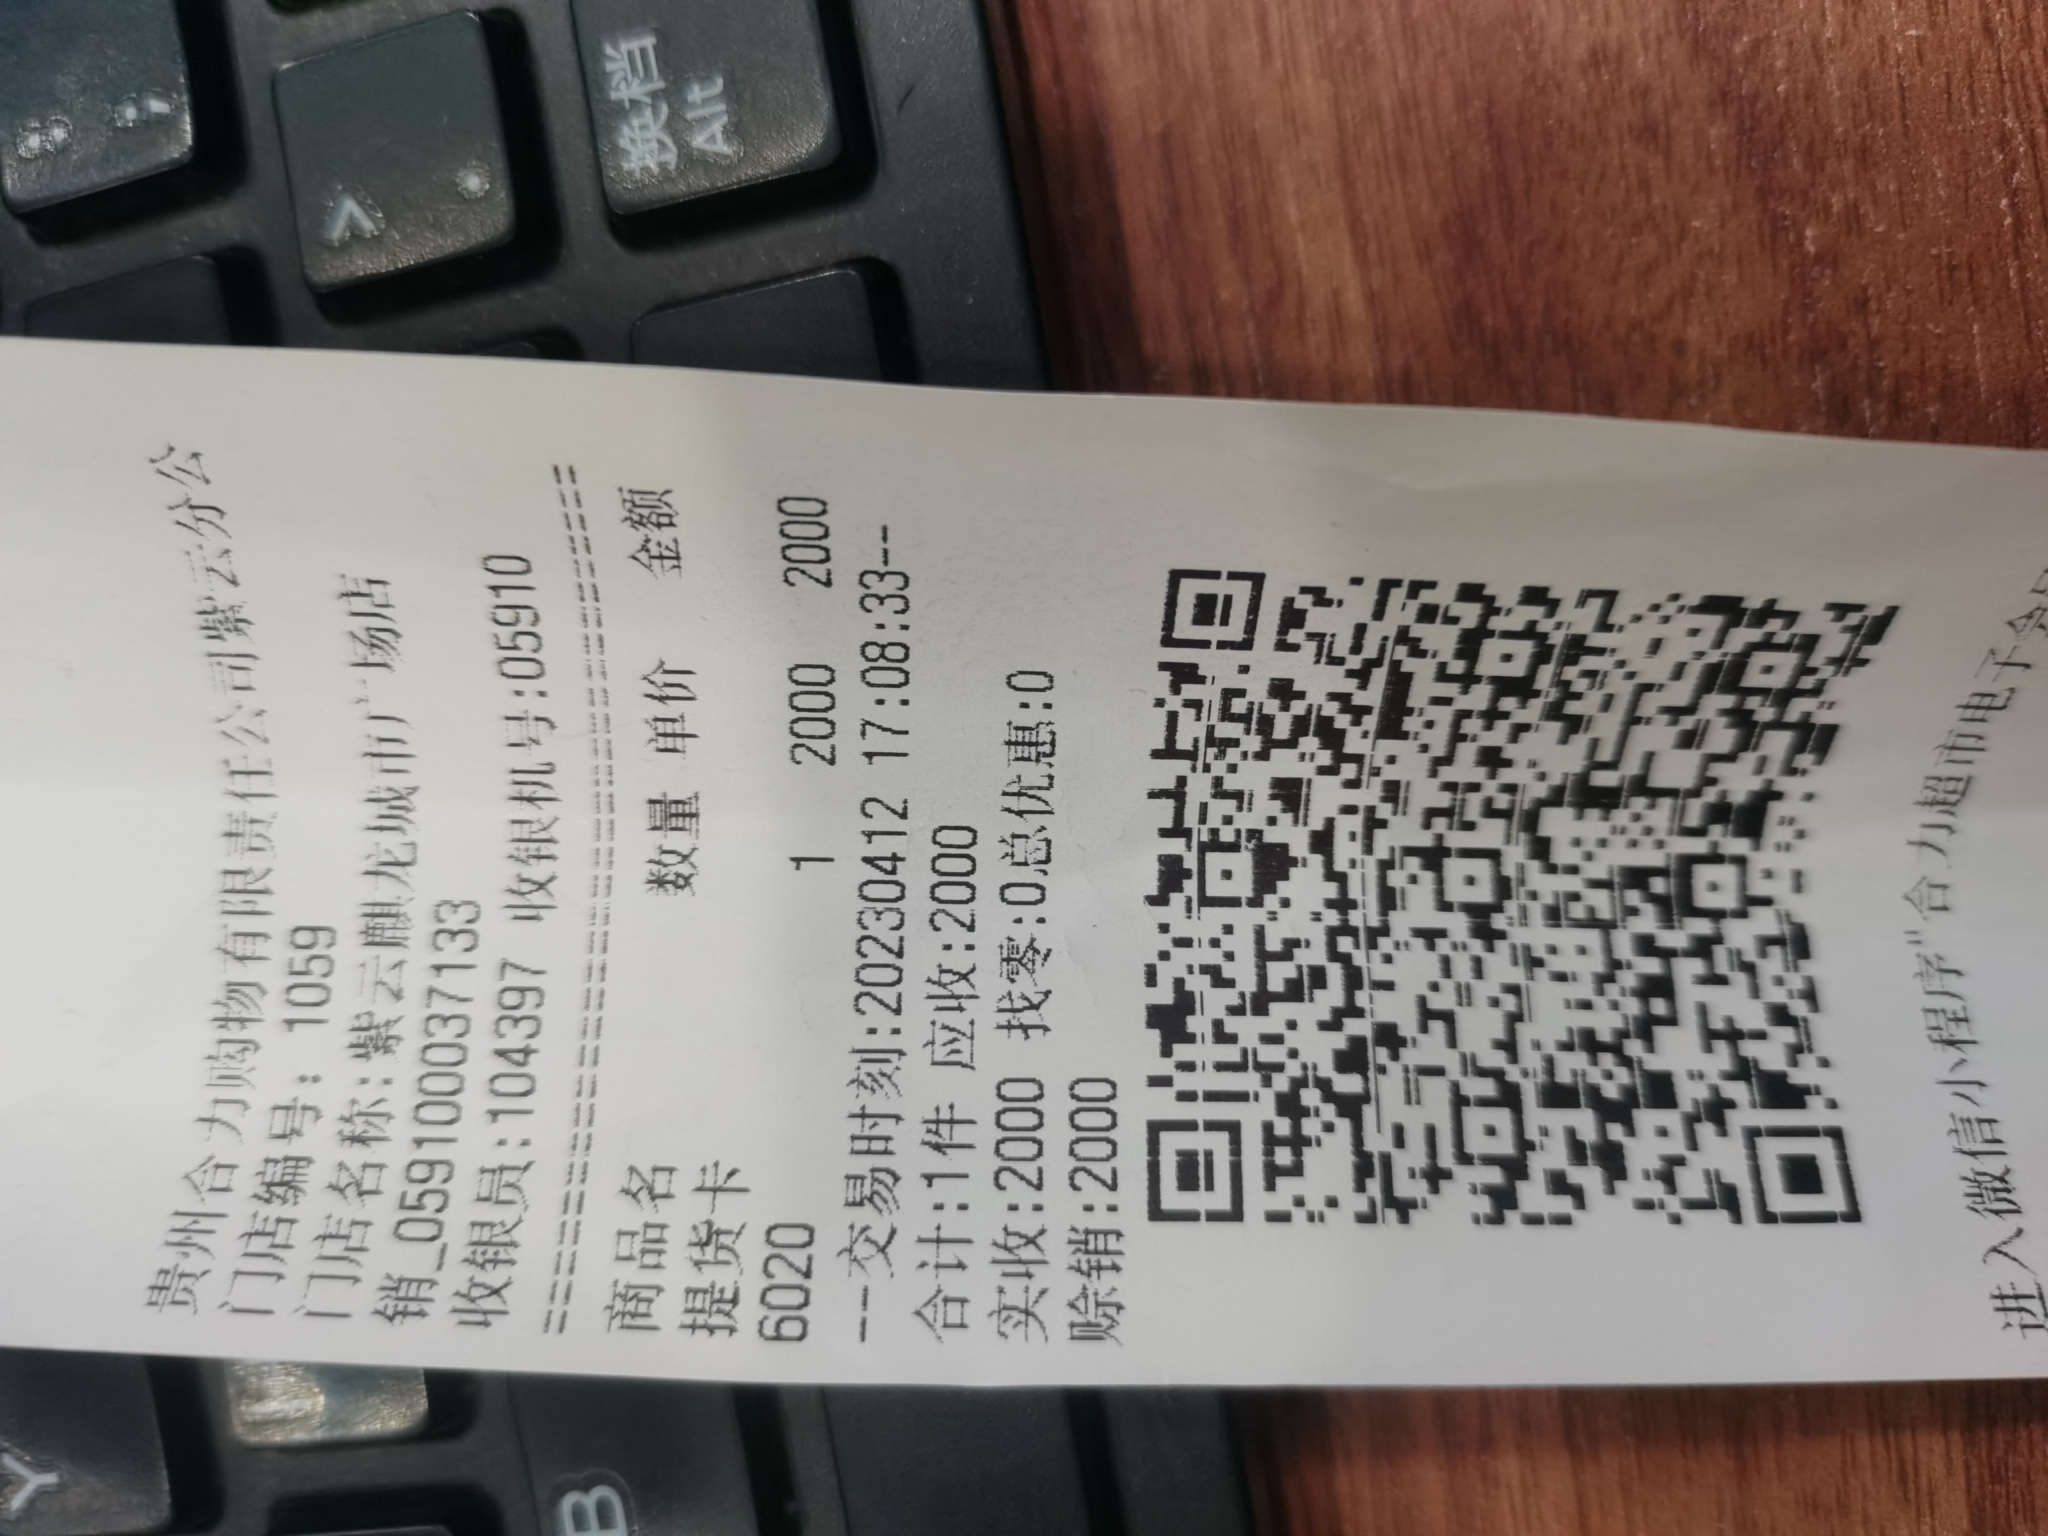 贵州合力购物有限责任公司紫云分公
门店编号: 1059
门店名称:紫云麒龙城市广场店
销_0591000037133
收银员:104397 收银机号:05910
================================
商品名 数量 单价 金额
提货卡
6020 1 2000 2000
--交易时刻:20230412 17:08:33--
合计:1件 应收:2000
实收:2000 找零:0总优惠:0
赊销:2000
进入微信小程序"合力超市电子会员
换档
Alt
>
.
Y
B